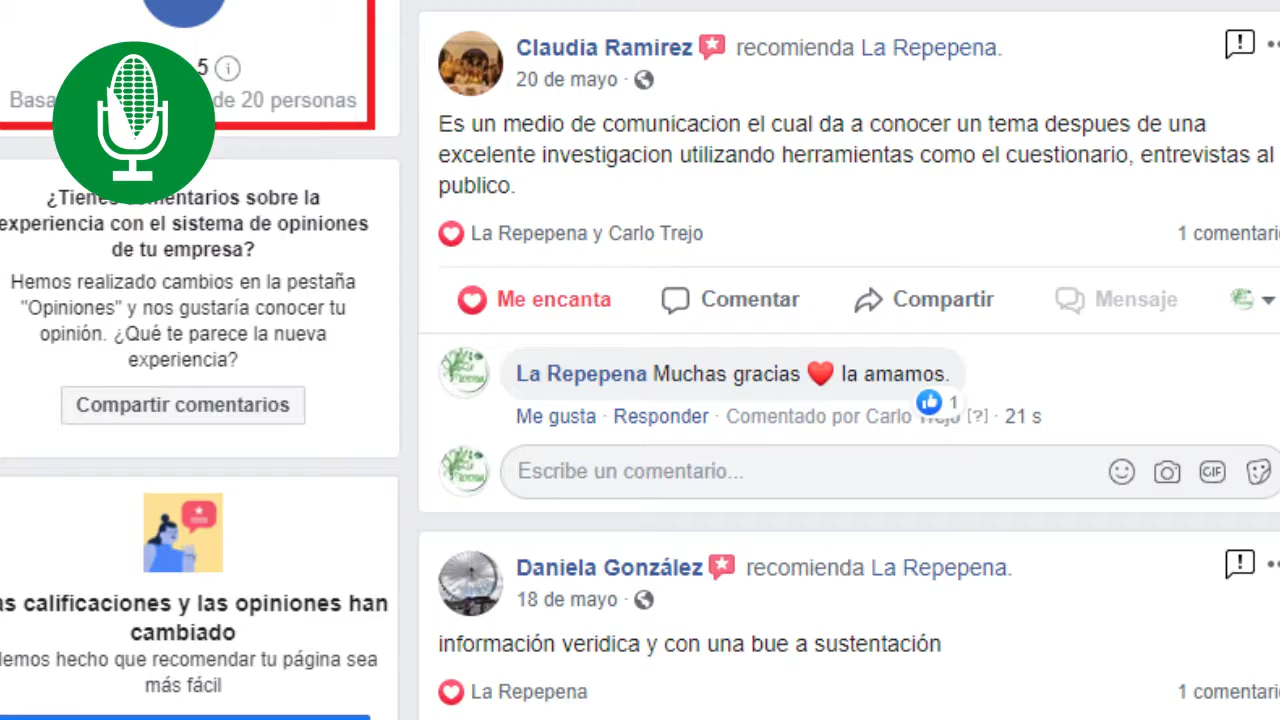 5
Basa de 20 personas
¿Tienes comentarios sobre la
experiencia con el sistema de opiniones
de tu empresa?
Hemos realizado cambios en la pestaña
"Opiniones" y nos gustaría conocer tu
opinión. ¿Qué te parece la nueva
experiencia?
Compartir comentarios
as calificaciones y las opiniones han
cambiado
Hemos hecho que recomendar tu página sea
más fácil
Claudia Ramirez recomienda La Repepena.
20 de mayo ·
Es un medio de comunicacion el cual da a conocer un tema despues de una
excelente investigacion utilizando herramientas como el cuestionario, entrevistas al
publico.
La Repepena y Carlo Trejo
1 comentario
Me encanta Comentar Compartir Mensaje
La Repepena Muchas gracias ❤️ la amamos.
1
Me gusta · Responder · Comentado por Carlo Trejo [?] · 21 s
Escribe un comentario...
GIF
Daniela González recomienda La Repepena.
18 de mayo ·
información veridica y con una bue a sustentación
La Repepena
1 comentario